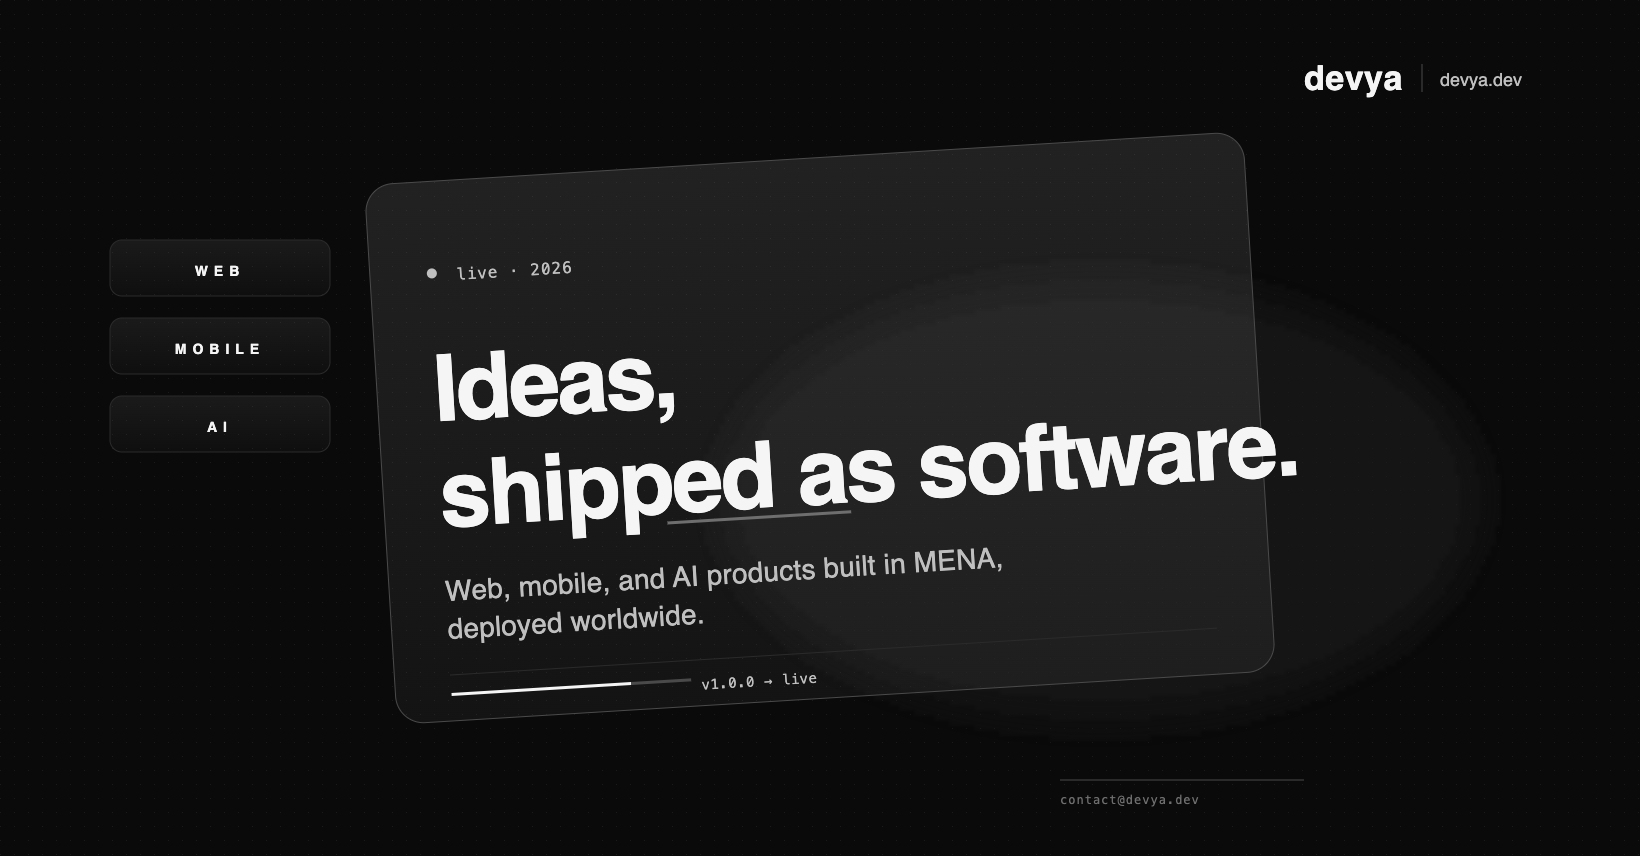 devya
devya.dev
WEB
MOBILE
AI
live · 2026
Ideas,
shipped as software.
Web, mobile, and AI products built in MENA,
deployed worldwide.
v1.0.0 → live
contact@devya.dev